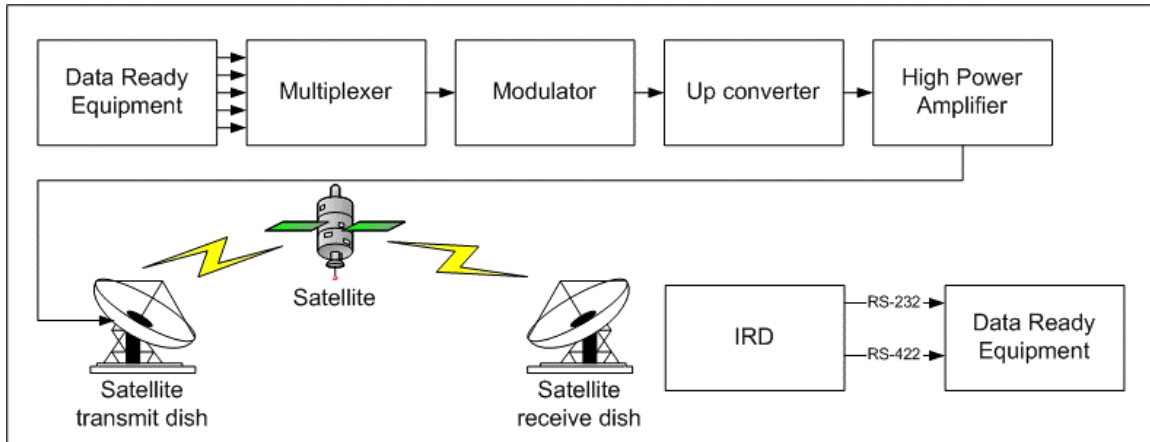 Data Ready
Equipment
Multiplexer
Modulator
Up converter
High Power
Amplifier
Satellite
Satellite
transmit dish
Satellite
receive dish
IRD
RS-232
RS-422
Data Ready
Equipment